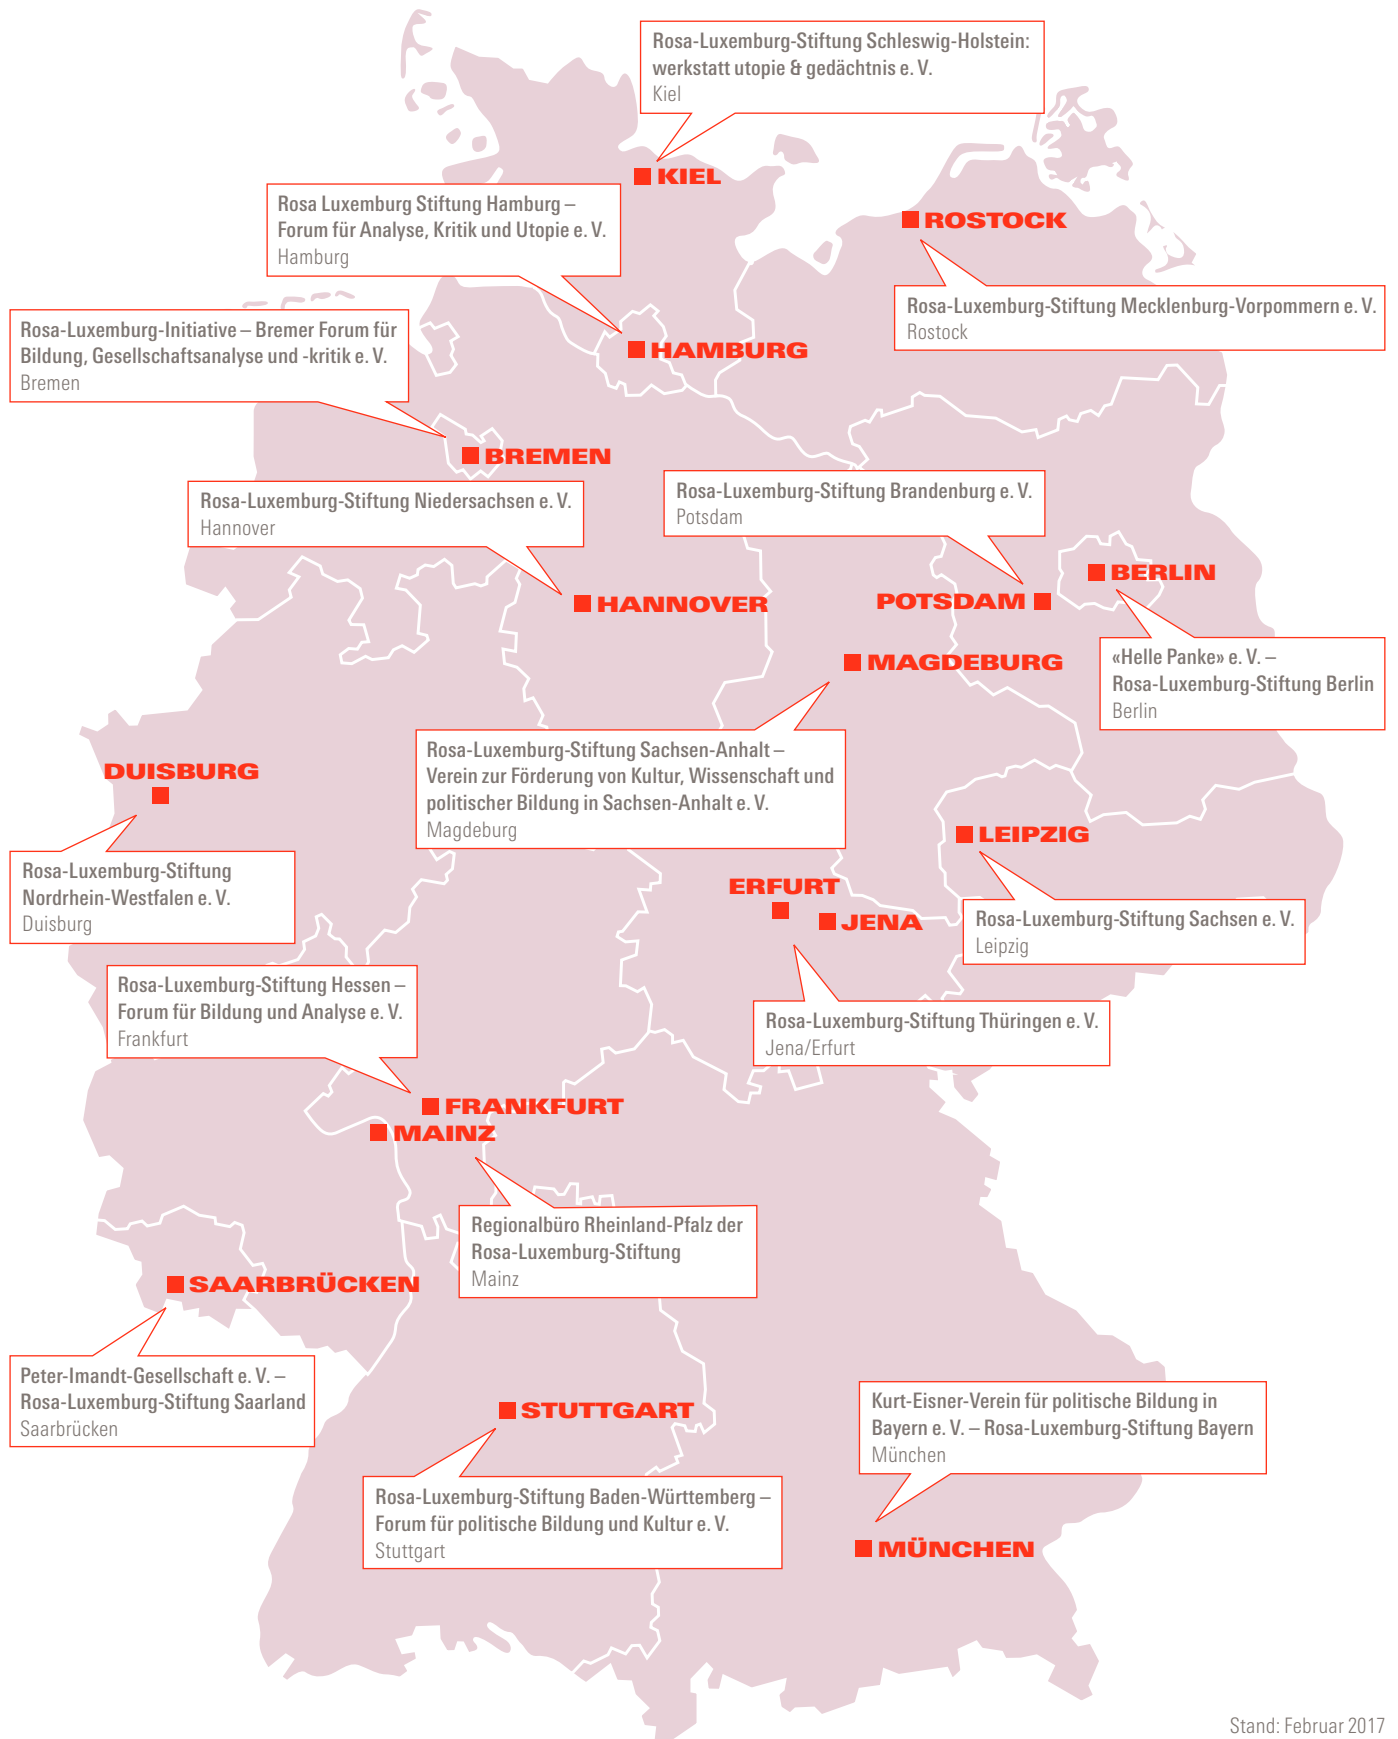 Rosa-Luxemburg-Stiftung Schleswig-Holstein:
werkstatt utopie & gedächtnis e. V.
Kiel
KIEL
Rosa Luxemburg Stiftung Hamburg –
Forum für Analyse, Kritik und Utopie e. V.
Hamburg
ROSTOCK
Rosa-Luxemburg-Stiftung Mecklenburg-Vorpommern e. V.
Rostock
Rosa-Luxemburg-Initiative – Bremer Forum für
Bildung, Gesellschaftsanalyse und -kritik e. V.
Bremen
HAMBURG
BREMEN
Rosa-Luxemburg-Stiftung Niedersachsen e. V.
Hannover
Rosa-Luxemburg-Stiftung Brandenburg e. V.
Potsdam
BERLIN
HANNOVER
POTSDAM
MAGDEBURG
«Helle Panke» e. V. –
Rosa-Luxemburg-Stiftung Berlin
Berlin
Rosa-Luxemburg-Stiftung Sachsen-Anhalt –
Verein zur Förderung von Kultur, Wissenschaft und
politischer Bildung in Sachsen-Anhalt e. V.
Magdeburg
DUISBURG
Rosa-Luxemburg-Stiftung
Nordrhein-Westfalen e. V.
Duisburg
LEIPZIG
ERFURT
JENA
Rosa-Luxemburg-Stiftung Sachsen e. V.
Leipzig
Rosa-Luxemburg-Stiftung Hessen –
Forum für Bildung und Analyse e. V.
Frankfurt
Rosa-Luxemburg-Stiftung Thüringen e. V.
Jena/Erfurt
FRANKFURT
MAINZ
Regionalbüro Rheinland-Pfalz der
Rosa-Luxemburg-Stiftung
Mainz
SAARBRÜCKEN
Peter-Imandt-Gesellschaft e. V. –
Rosa-Luxemburg-Stiftung Saarland
Saarbrücken
STUTTGART
Kurt-Eisner-Verein für politische Bildung in
Bayern e. V. – Rosa-Luxemburg-Stiftung Bayern
München
Rosa-Luxemburg-Stiftung Baden-Württemberg –
Forum für politische Bildung und Kultur e. V.
Stuttgart
MÜNCHEN
Stand: Februar 2017